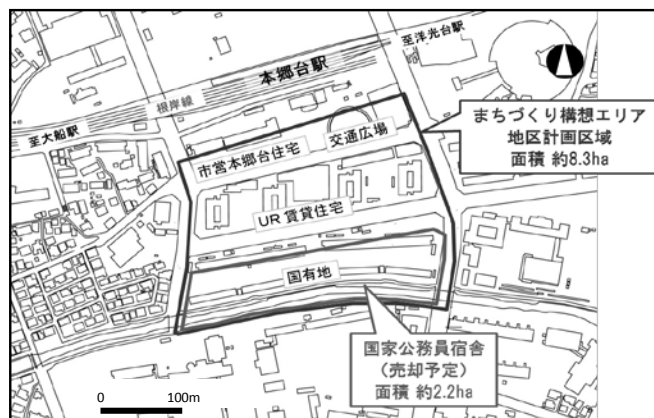 至洋光台駅
本郷台駅
根岸線
至大船駅
まちづくり構想エリア
地区計画区域
面積 約8.3ha
市営本郷台住宅
交通広場
UR賃貸住宅
国有地
国家公務員宿舎
（売却予定）
面積 約2.2ha
0 100m